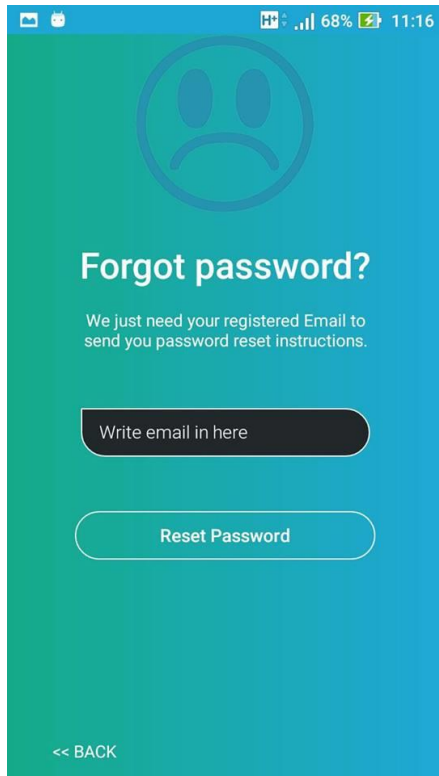 H+ 68% 11:16
Forgot password?
We just need your registered Email to
send you password reset instructions.
Write email in here
Reset Password
<< BACK